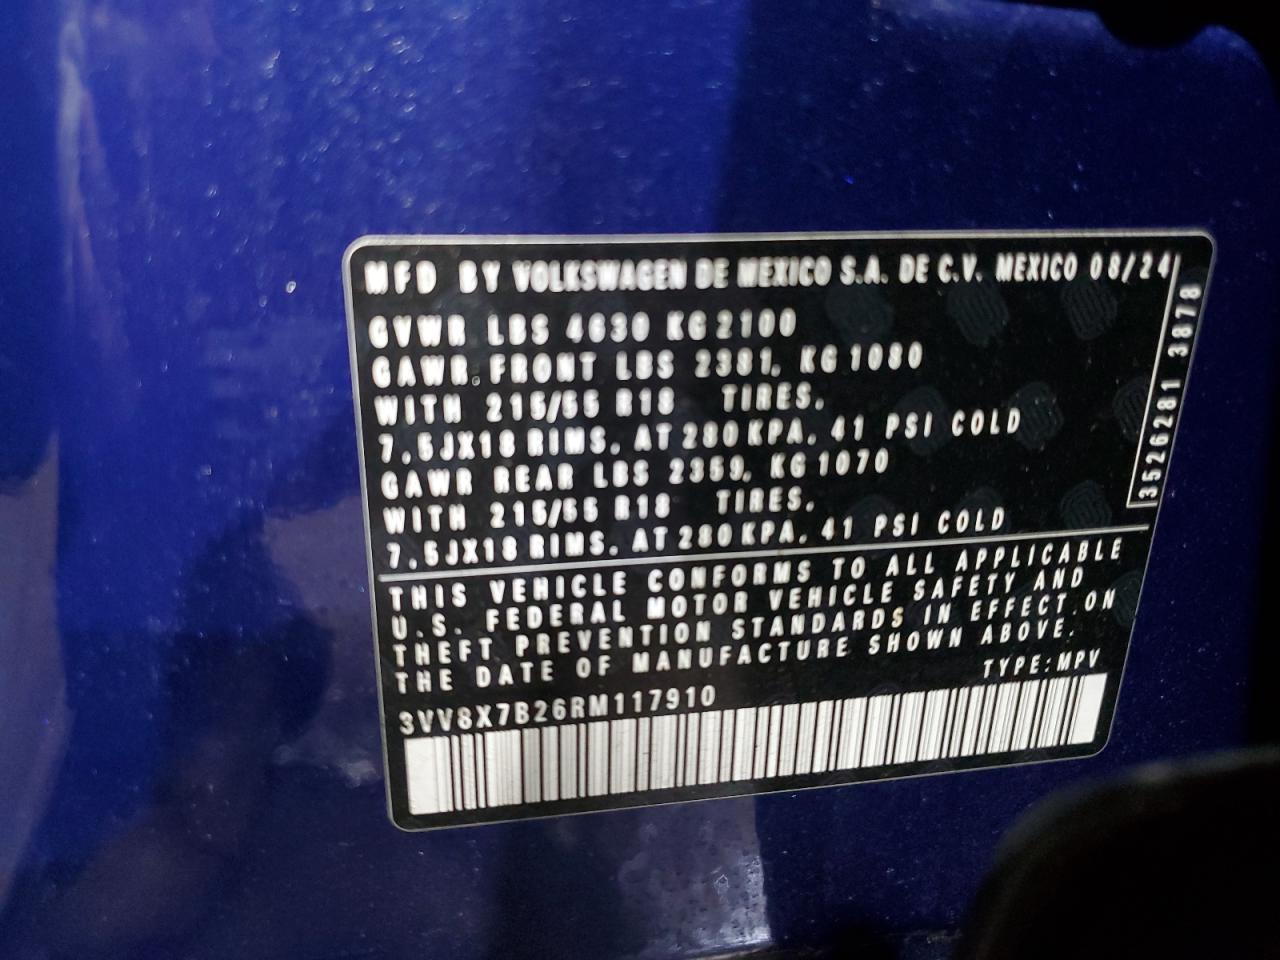 MFD BY VOLKSWAGEN DE MEXICO S.A. DE C.V. MEXICO 08/24
GVWR LBS 4630 KG 2100
GAWR FRONT LBS 2381, KG 1080
WITH 215/55 R18 TIRES,
7.5JX18 RIMS, AT 280 KPA, 41 PSI COLD
GAWR REAR LBS 2359, KG 1070
WITH 215/55 R18 TIRES,
7.5JX18 RIMS, AT 280 KPA, 41 PSI COLD
3526281 3878
THIS VEHICLE CONFORMS TO ALL APPLICABLE
U.S. FEDERAL MOTOR VEHICLE SAFETY AND
THEFT PREVENTION STANDARDS IN EFFECT ON
THE DATE OF MANUFACTURE SHOWN ABOVE.
TYPE:MPV
3VV8X7B26RM117910